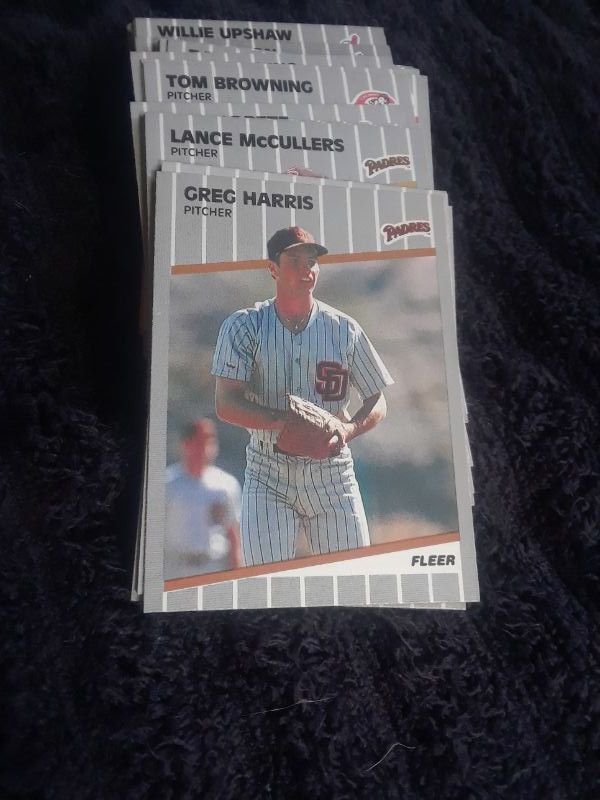 WILLIE UPSHAW
TOM BROWNING
PITCHER
LANCE McCULLERS
PITCHER
PADRES
GREG HARRIS
PITCHER
PADRES
SD
FLEER